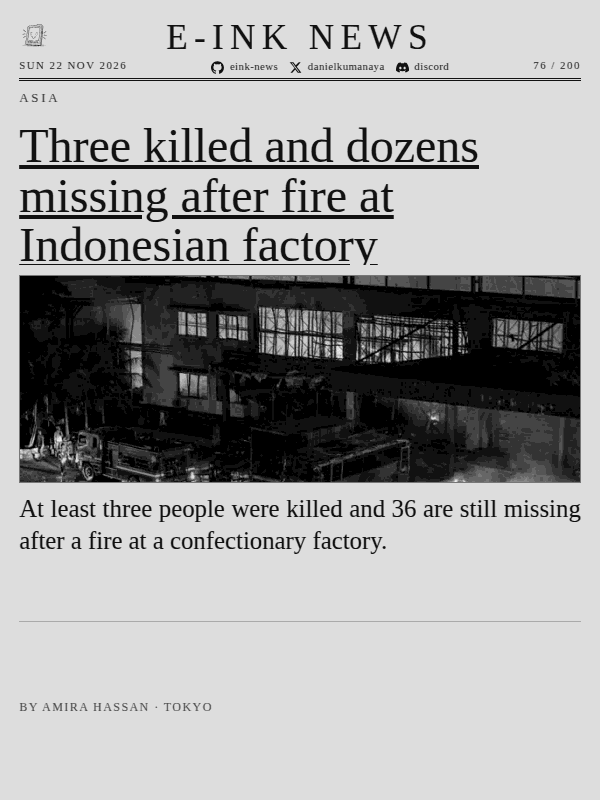 E-INK NEWS
SUN 22 NOV 2026
eink-news
danielkumanaya
discord
76 / 200
ASIA
Three killed and dozens
missing after fire at
Indonesian factory
At least three people were killed and 36 are still missing
after a fire at a confectionary factory.
BY AMIRA HASSAN · TOKYO